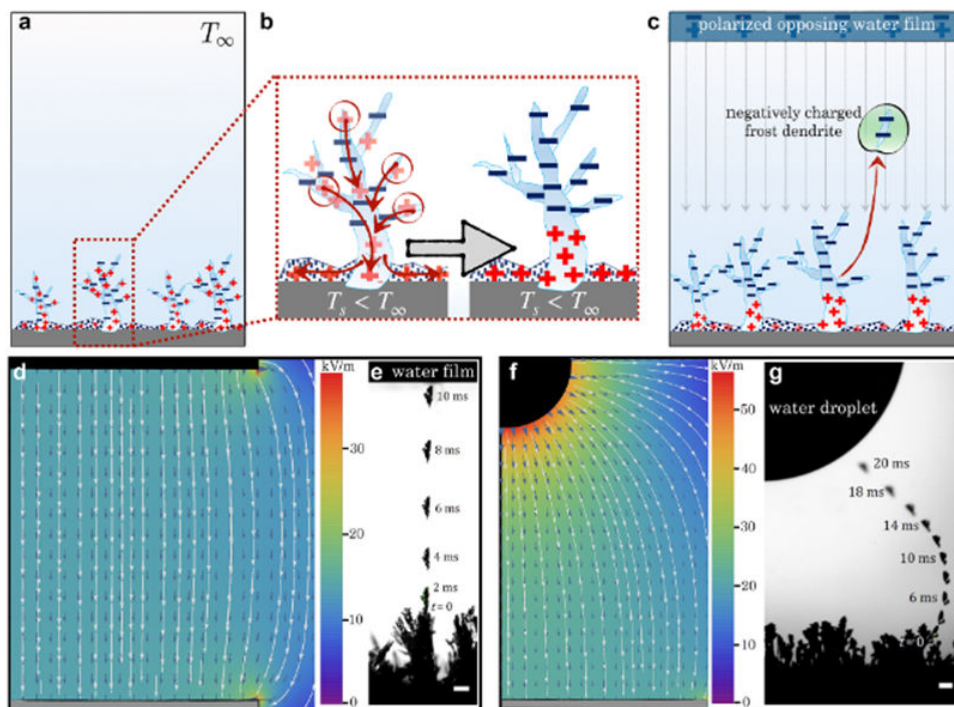 a
T∞
b
Ts < T∞
Ts < T∞
c
polarized opposing water film
negatively charged
frost dendrite
d
kV/m
30
20
10
0
e
water film
10 ms
8 ms
6 ms
4 ms
2 ms
t=0
f
kV/m
50
40
30
20
10
0
g
water droplet
20 ms
18 ms
14 ms
10 ms
6 ms
t=0